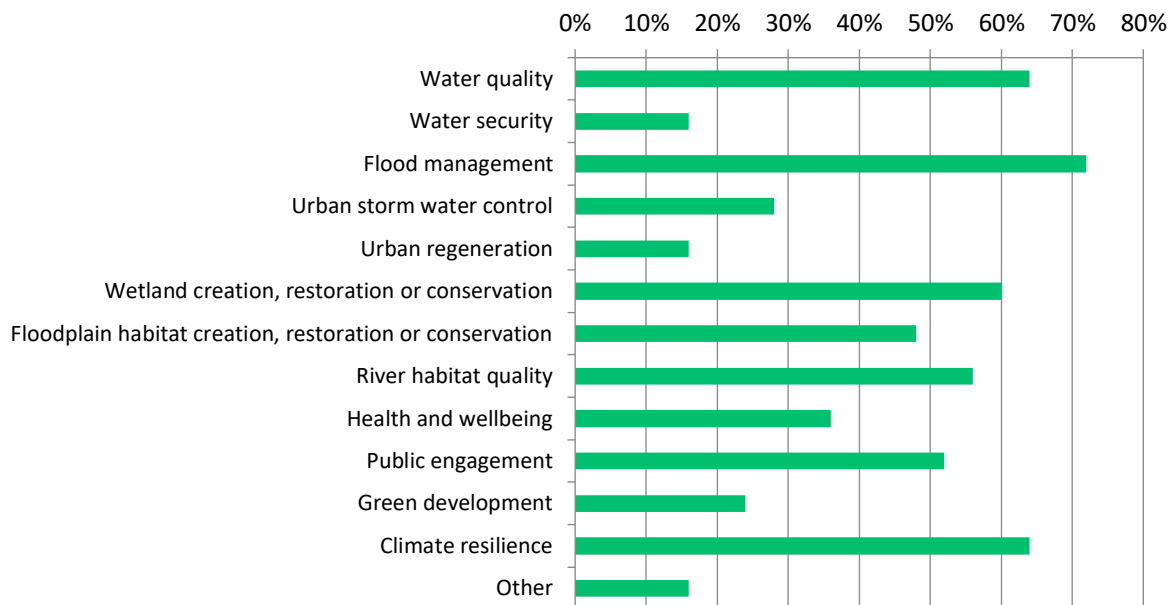 0% 10% 20% 30% 40% 50% 60% 70% 80%
Water quality
Water security
Flood management
Urban storm water control
Urban regeneration
Wetland creation, restoration or conservation
Floodplain habitat creation, restoration or conservation
River habitat quality
Health and wellbeing
Public engagement
Green development
Climate resilience
Other